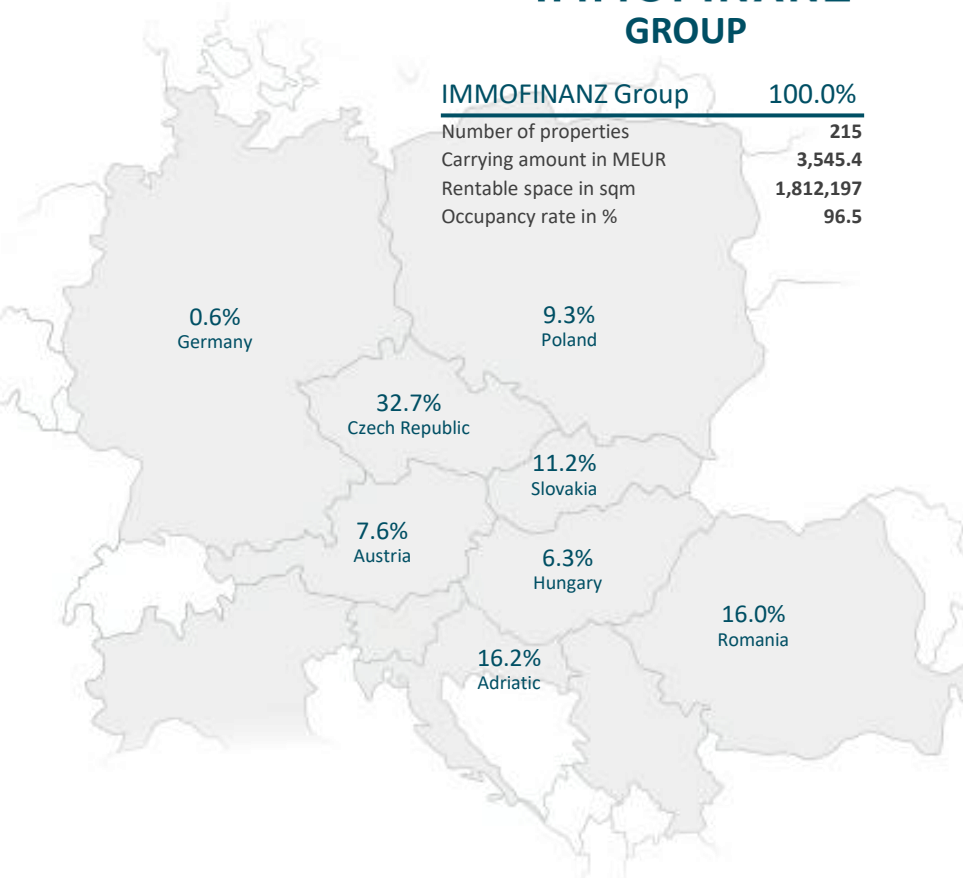 IMMOFINANZ
GROUP
IMMOFINANZ Group 100.0%
Number of properties 215
Carrying amount in MEUR 3,545.4
Rentable space in sqm 1,812,197
Occupancy rate in % 96.5
0.6%
Germany
9.3%
Poland
32.7%
Czech Republic
11.2%
Slovakia
7.6%
Austria
6.3%
Hungary
16.0%
Romania
16.2%
Adriatic